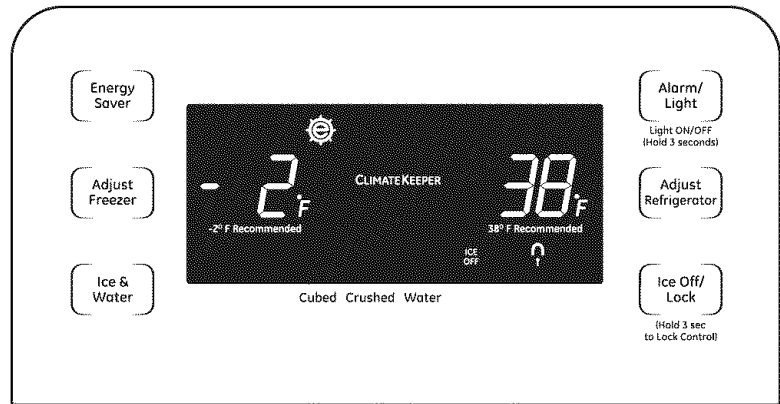 Energy
Saver
Alarm/
Light
Light ON/OFF
(Hold 3 seconds)
e
Adjust
Freezer
- 2°F
-2° F Recommended
CLIMATEKEEPER
38°F
38° F Recommended
Adjust
Refrigerator
ICE
OFF
Ice &
Water
Cubed Crushed Water
Ice Off/
Lock
(Hold 3 sec
to Lock Control)